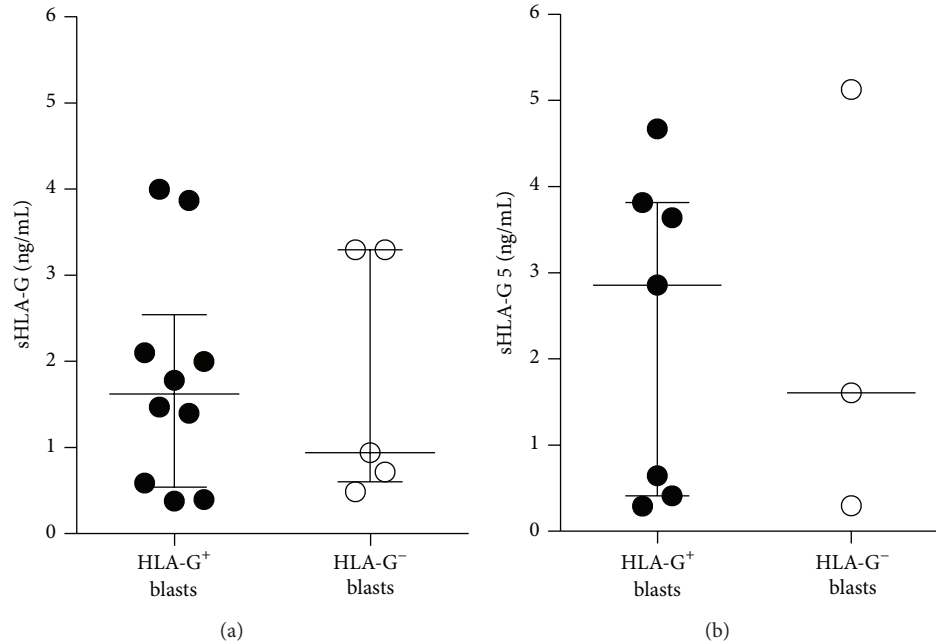 6
5
4
3
2
1
0
sHLA-G (ng/mL)
HLA-G⁺
blasts
HLA-G⁻
blasts
(a)
6
5
4
3
2
1
0
sHLA-G 5 (ng/mL)
HLA-G⁺
blasts
HLA-G⁻
blasts
(b)